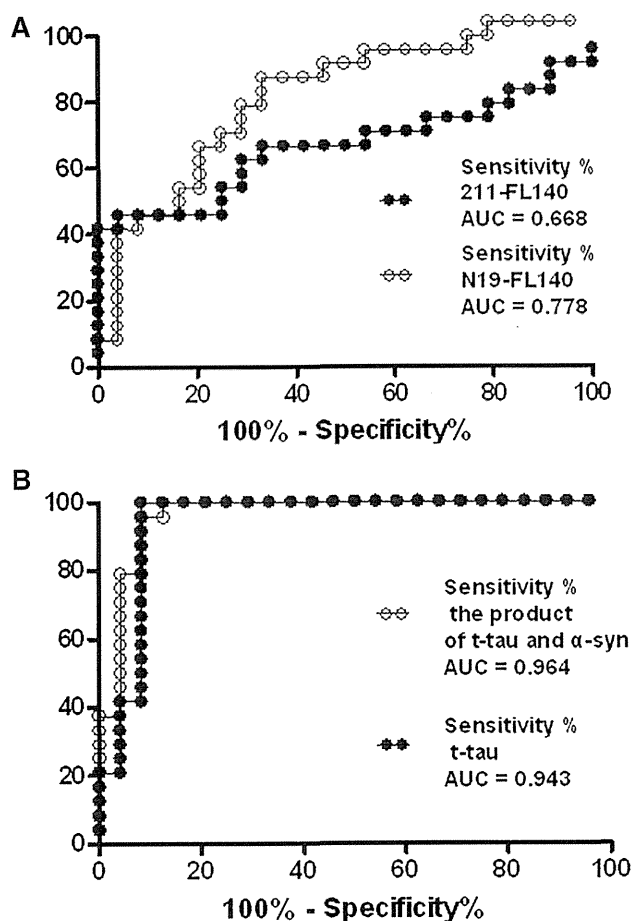 A
100
80
60
40
20
0
Sensitivity %
211-FL140
AUC = 0.668
Sensitivity %
N19-FL140
AUC = 0.778
0 20 40 60 80 100
100% - Specificity%
B
100
80
60
40
20
0
Sensitivity %
the product
of t-tau and α-syn
AUC = 0.964
Sensitivity %
t-tau
AUC = 0.943
0 20 40 60 80 100
100% - Specificity%